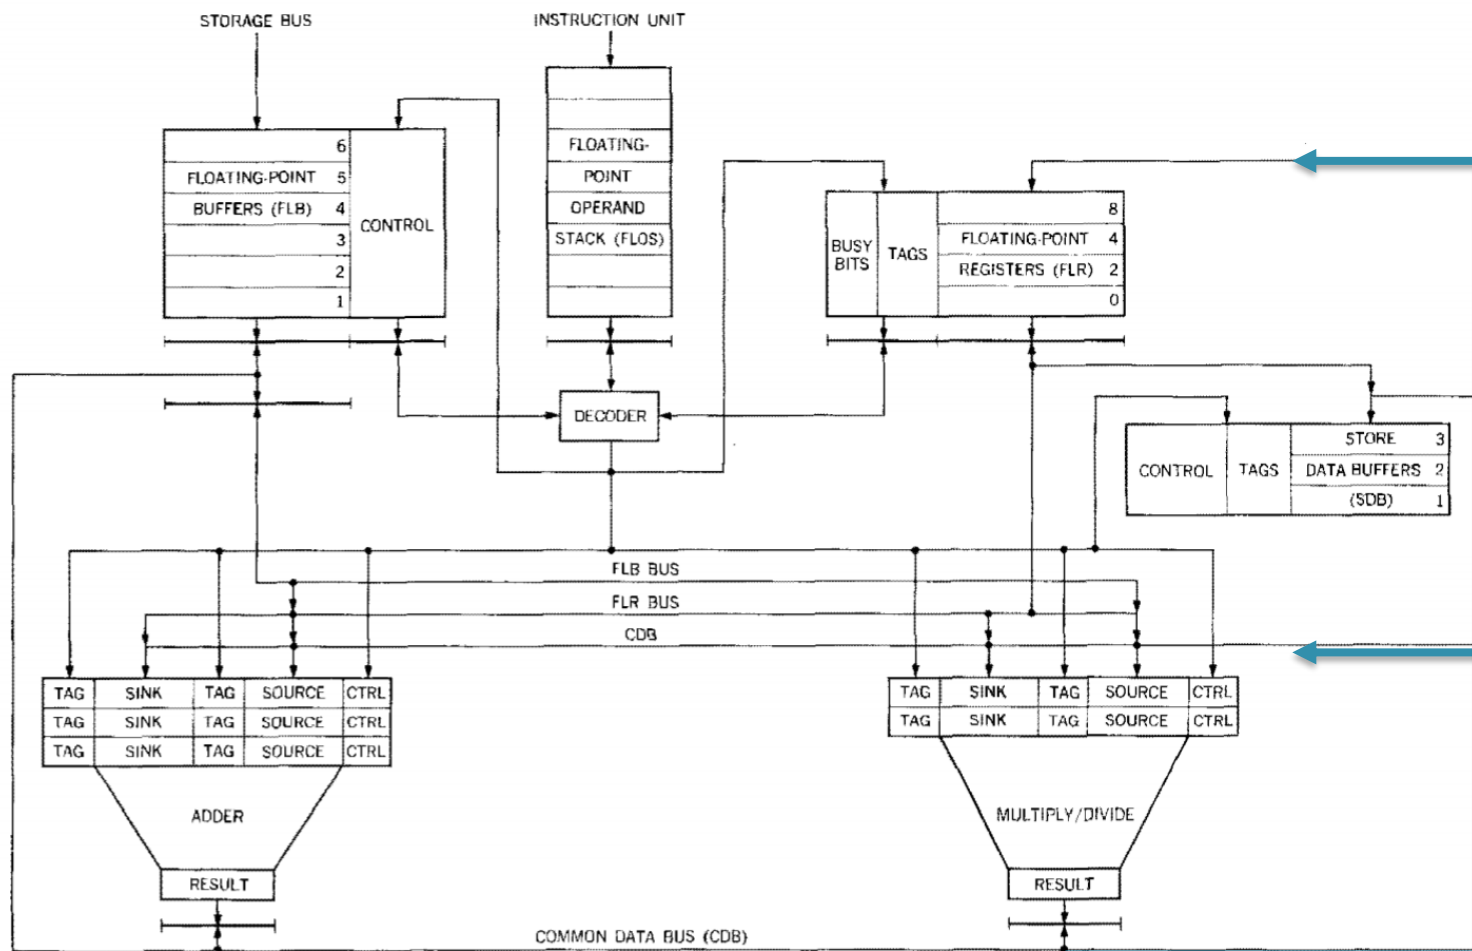 STORAGE BUS
INSTRUCTION UNIT
6
FLOATING-POINT 5
BUFFERS (FLB) 4
3
2
1
CONTROL
FLOATING-
POINT
OPERAND
STACK (FLOS)
BUSY
BITS
TAGS
8
FLOATING-POINT 4
REGISTERS (FLR) 2
0
DECODER
CONTROL
TAGS
STORE 3
DATA BUFFERS 2
(SDB) 1
FLB BUS
FLR BUS
CDB
TAG SINK TAG SOURCE CTRL
TAG SINK TAG SOURCE CTRL
TAG SINK TAG SOURCE CTRL
TAG SINK TAG SOURCE CTRL
TAG SINK TAG SOURCE CTRL
ADDER
MULTIPLY/DIVIDE
RESULT
RESULT
COMMON DATA BUS (CDB)